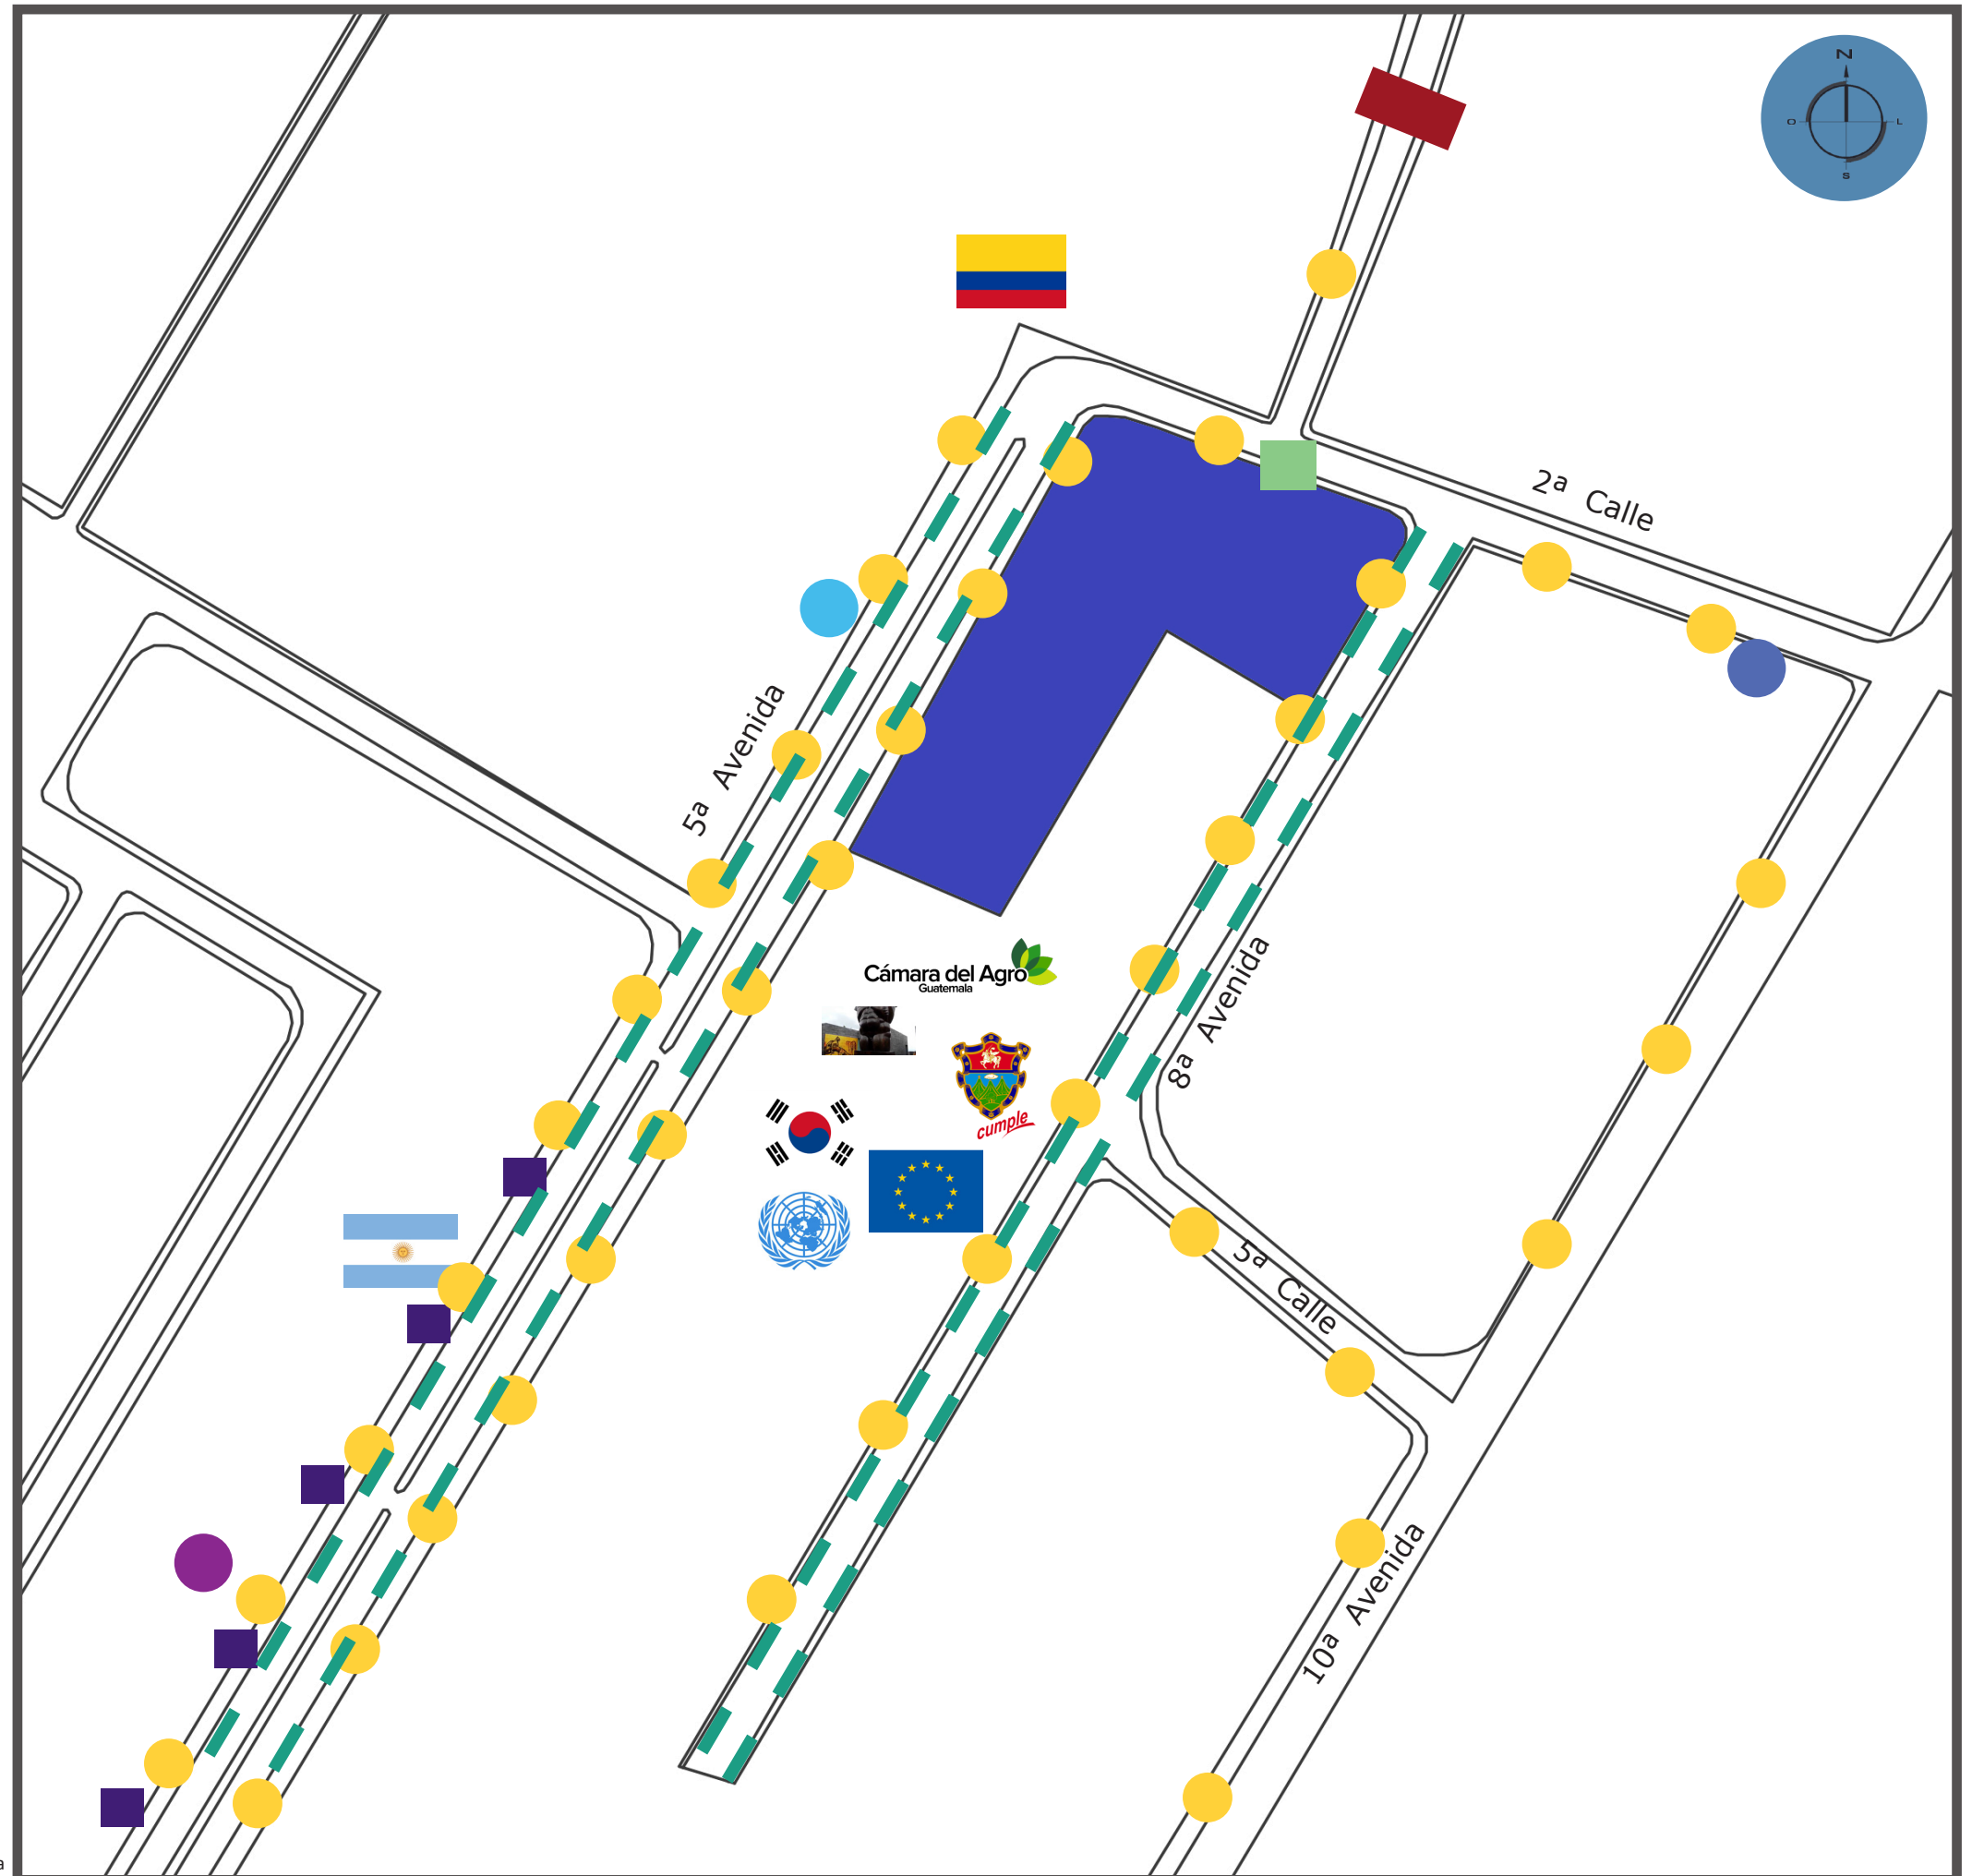 N
O L
S
2ª Calle
5ª Avenida
8ª Avenida
Cámara del Agro
Guatemala
cumple
5ª Calle
10ª Avenida
a